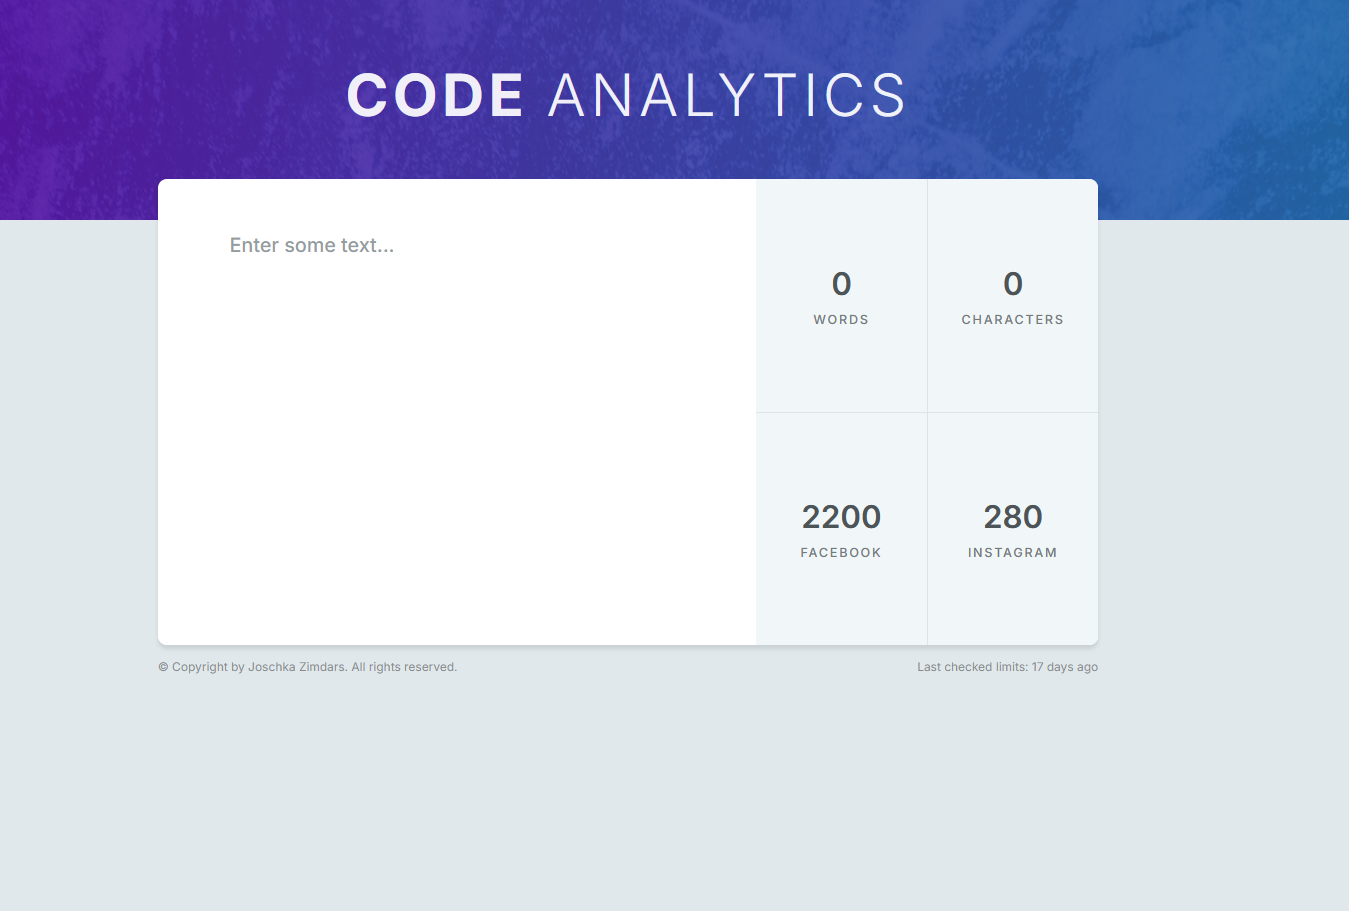 CODE ANALYTICS
Enter some text...
0
WORDS
0
CHARACTERS
2200
FACEBOOK
280
INSTAGRAM
© Copyright by Joschka Zimdars. All rights reserved.
Last checked limits: 17 days ago